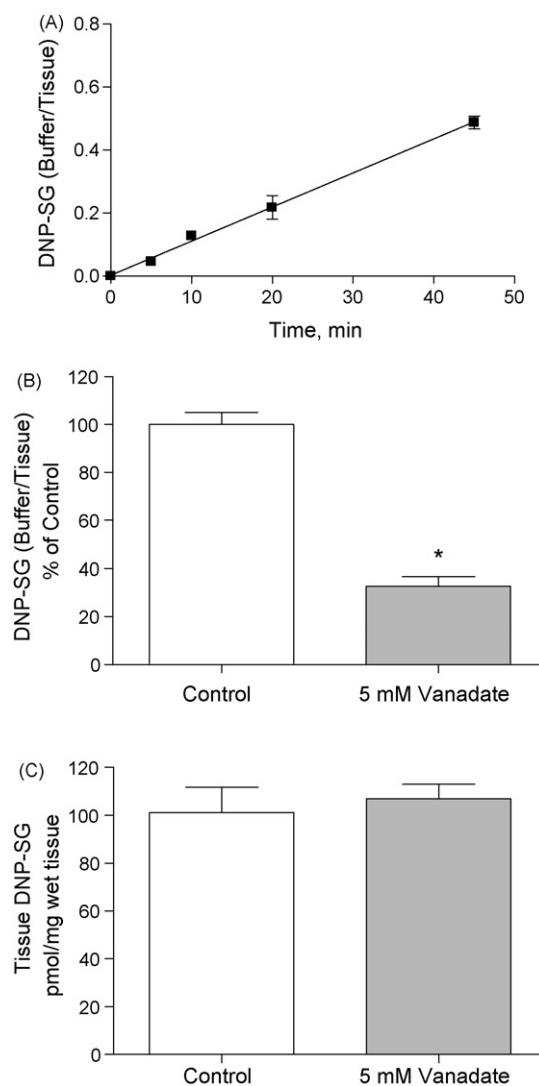 (A)
DNP-SG (Buffer/Tissue)
0.8
0.6
0.4
0.2
0.0
0 10 20 30 40 50
Time, min
(B)
DNP-SG (Buffer/Tissue)
% of Control
120
100
80
60
40
20
0
*
Control 5 mM Vanadate
(C)
Tissue DNP-SG
pmol/mg wet tissue
120
100
80
60
40
20
0
Control 5 mM Vanadate